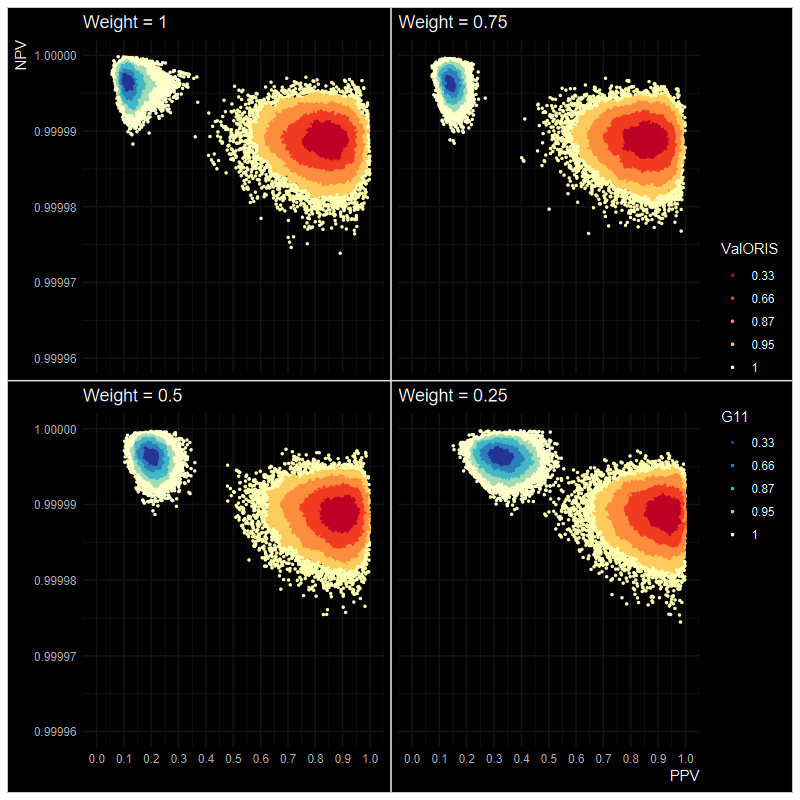 Weight = 1
Weight = 0.75
NPV
1.00000
0.99999
0.99998
0.99997
0.99996
ValORIS
0.33
0.66
0.87
0.95
1
Weight = 0.5
Weight = 0.25
1.00000
0.99999
0.99998
0.99997
0.99996
G11
0.33
0.66
0.87
0.95
1
0.0 0.1 0.2 0.3 0.4 0.5 0.6 0.7 0.8 0.9 1.0
0.0 0.1 0.2 0.3 0.4 0.5 0.6 0.7 0.8 0.9 1.0
PPV